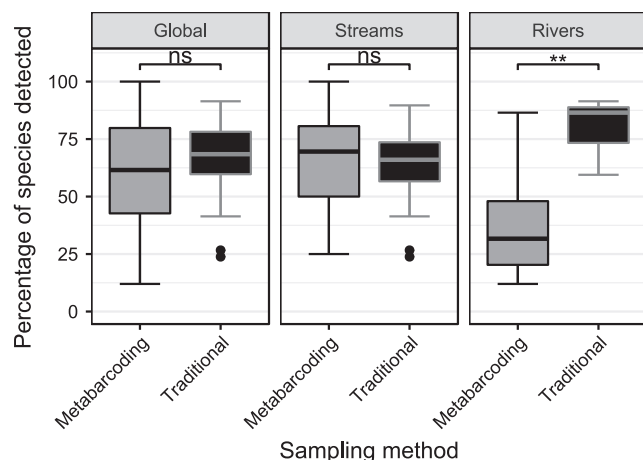 Global
Streams
Rivers
ns
ns
**
Percentage of species detected
100
75
50
25
0
Metabarcoding
Traditional
Metabarcoding
Traditional
Metabarcoding
Traditional
Sampling method